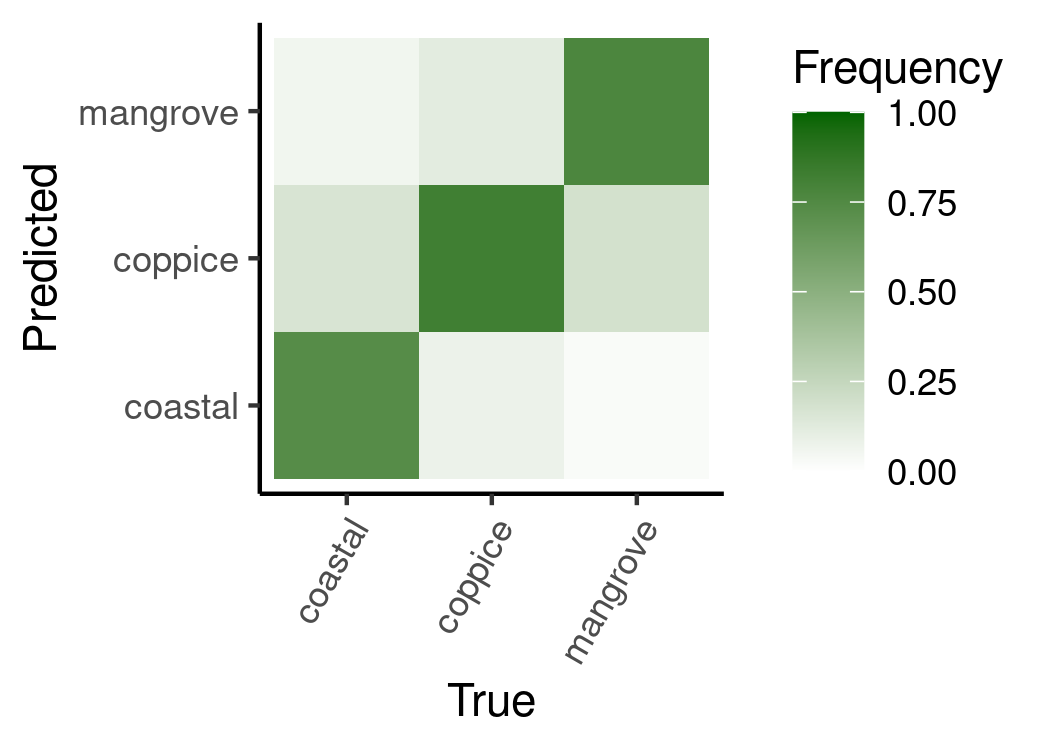 Predicted
mangrove
coppice
coastal
coastal
coppice
mangrove
True
Frequency
1.00
0.75
0.50
0.25
0.00